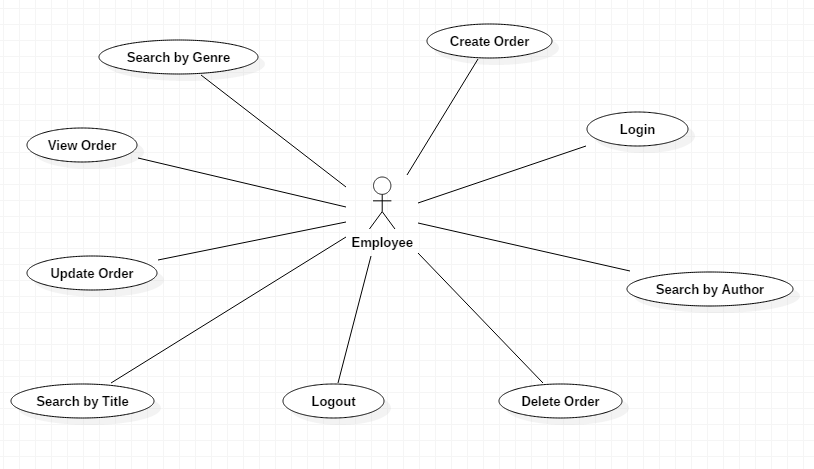 Create Order
Search by Genre
Login
View Order
Employee
Update Order
Search by Author
Search by Title
Logout
Delete Order